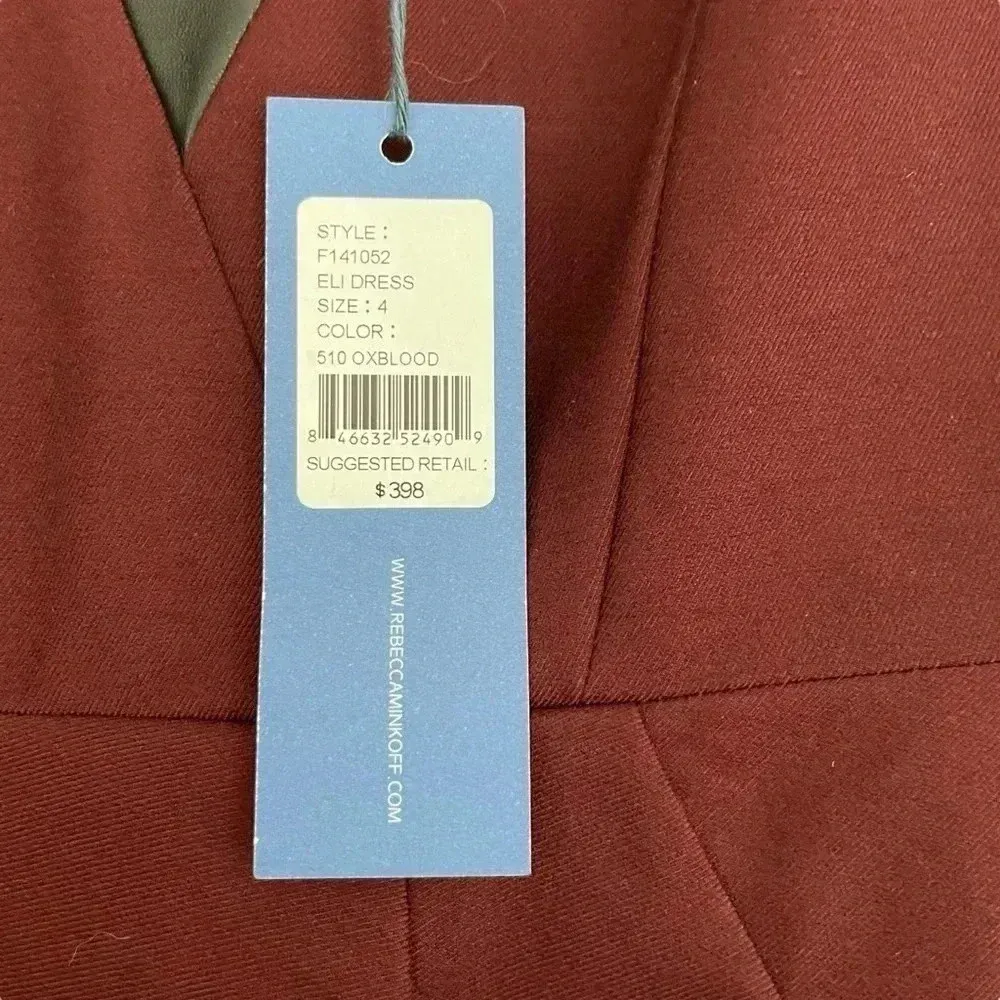 STYLE :
F141052
ELI DRESS
SIZE : 4
COLOR :
510 OXBLOOD
8 46632 52490 9
SUGGESTED RETAIL :
$398
WWW.REBECCAMINKOFF.COM